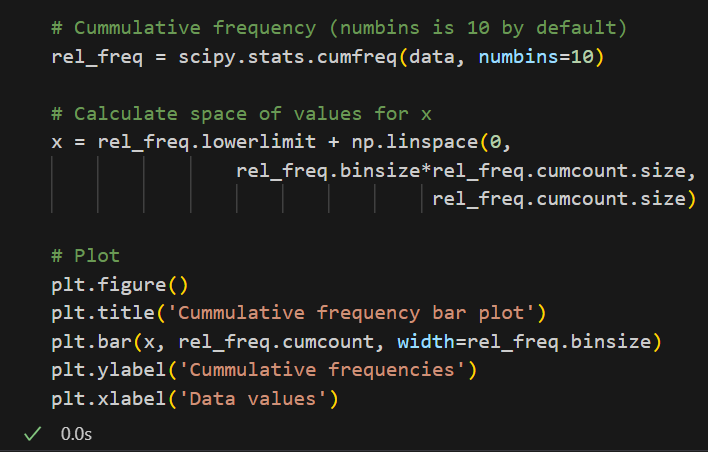 # Cummulative frequency (numbins is 10 by default)
rel_freq = scipy.stats.cumfreq(data, numbins=10)
# Calculate space of values for x
x = rel_freq.lowerlimit + np.linspace(0,
rel_freq.binsize*rel_freq.cumcount.size,
rel_freq.cumcount.size)
# Plot
plt.figure()
plt.title('Cummulative frequency bar plot')
plt.bar(x, rel_freq.cumcount, width=rel_freq.binsize)
plt.ylabel('Cummulative frequencies')
plt.xlabel('Data values')
0.0s